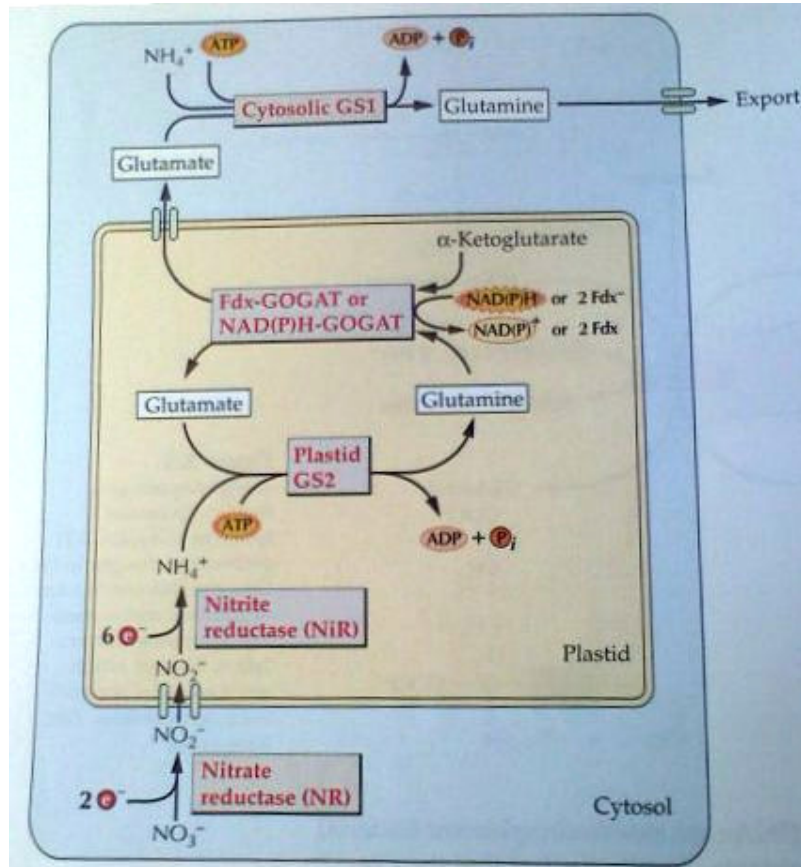 NH₄⁺
ATP
ADP + Pi
Cytosolic GS1
Glutamine
Export
Glutamate
α-Ketoglutarate
Fdx-GOGAT or
NAD(P)H-GOGAT
NAD(P)H or 2 Fdx⁻
NAD(P)⁺ or 2 Fdx
Glutamate
Glutamine
Plastid
GS2
ATP
ADP + Pi
NH₄⁺
Nitrite
reductase (NiR)
6 e⁻
NO₂⁻
Plastid
NO₂⁻
Nitrate
reductase (NR)
2 e⁻
Cytosol
NO₃⁻